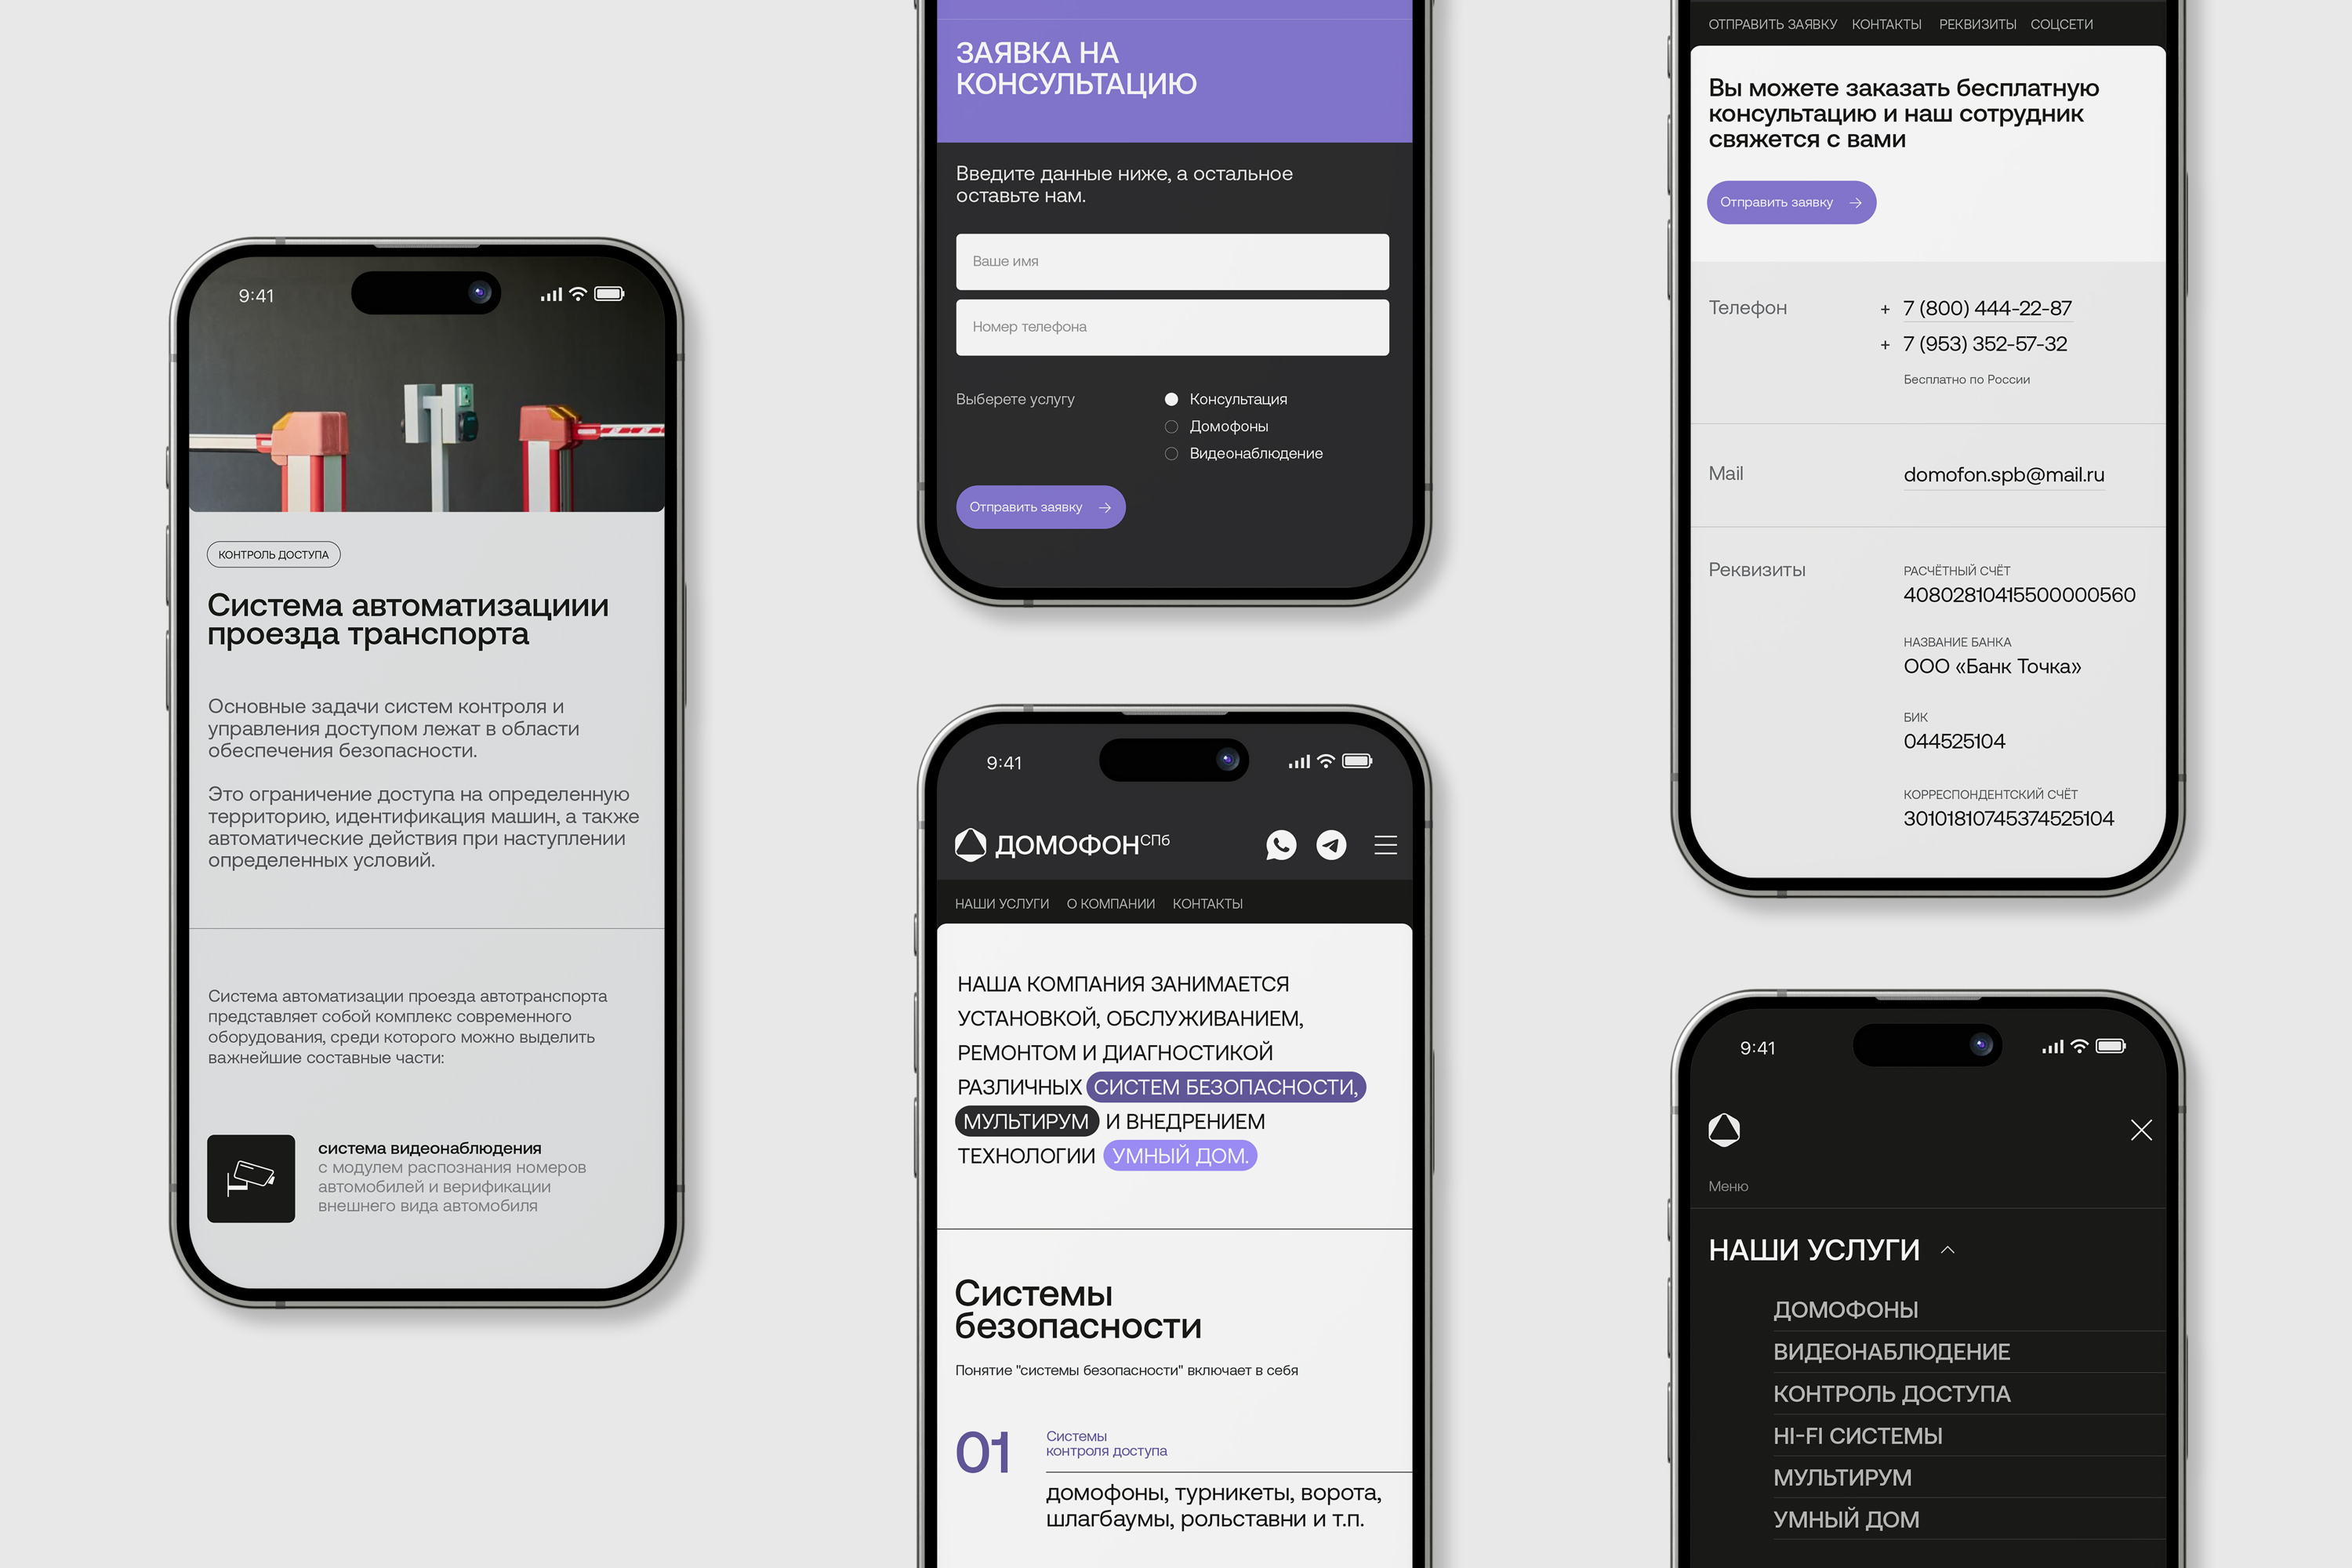 9:41
КОНТРОЛЬ ДОСТУПА
Система автоматизациии
проезда транспорта
Основные задачи систем контроля и
управления доступом лежат в области
обеспечения безопасности.
Это ограничение доступа на определенную
территорию, идентификация машин, а также
автоматические действия при наступлении
определенных условий.
Система автоматизации проезда автотранспорта
представляет собой комплекс современного
оборудования, среди которого можно выделить
важнейшие составные части:
система видеонаблюдения
с модулем распознания номеров
автомобилей и верификации
внешнего вида автомобиля
ЗАЯВКА НА
КОНСУЛЬТАЦИЮ
Введите данные ниже, а остальное
оставьте нам.
Ваше имя
Номер телефона
Выберете услугу
Консультация
Домофоны
Видеонаблюдение
Отправить заявку
9:41
ДОМОФОН СПб
НАШИ УСЛУГИ О КОМПАНИИ КОНТАКТЫ
НАША КОМПАНИЯ ЗАНИМАЕТСЯ
УСТАНОВКОЙ, ОБСЛУЖИВАНИЕМ,
РЕМОНТОМ И ДИАГНОСТИКОЙ
РАЗЛИЧНЫХ СИСТЕМ БЕЗОПАСНОСТИ,
МУЛЬТИРУМ И ВНЕДРЕНИЕМ
ТЕХНОЛОГИИ УМНЫЙ ДОМ.
Системы
безопасности
Понятие "системы безопасности" включает в себя
01
Системы
контроля доступа
домофоны, турникеты, ворота,
шлагбаумы, рольставни и т.п.
ОТПРАВИТЬ ЗАЯВКУ КОНТАКТЫ РЕКВИЗИТЫ СОЦСЕТИ
Вы можете заказать бесплатную
консультацию и наш сотрудник
свяжется с вами
Отправить заявку
Телефон
+ 7 (800) 444-22-87
+ 7 (953) 352-57-32
Бесплатно по России
Mail
domofon.spb@mail.ru
Реквизиты
РАСЧЁТНЫЙ СЧЁТ
40802810415500000560
НАЗВАНИЕ БАНКА
ООО «Банк Точка»
БИК
044525104
КОРРЕСПОНДЕНТСКИЙ СЧЁТ
30101810745374525104
9:41
Меню
НАШИ УСЛУГИ
ДОМОФОНЫ
ВИДЕОНАБЛЮДЕНИЕ
КОНТРОЛЬ ДОСТУПА
HI-FI СИСТЕМЫ
МУЛЬТИРУМ
УМНЫЙ ДОМ